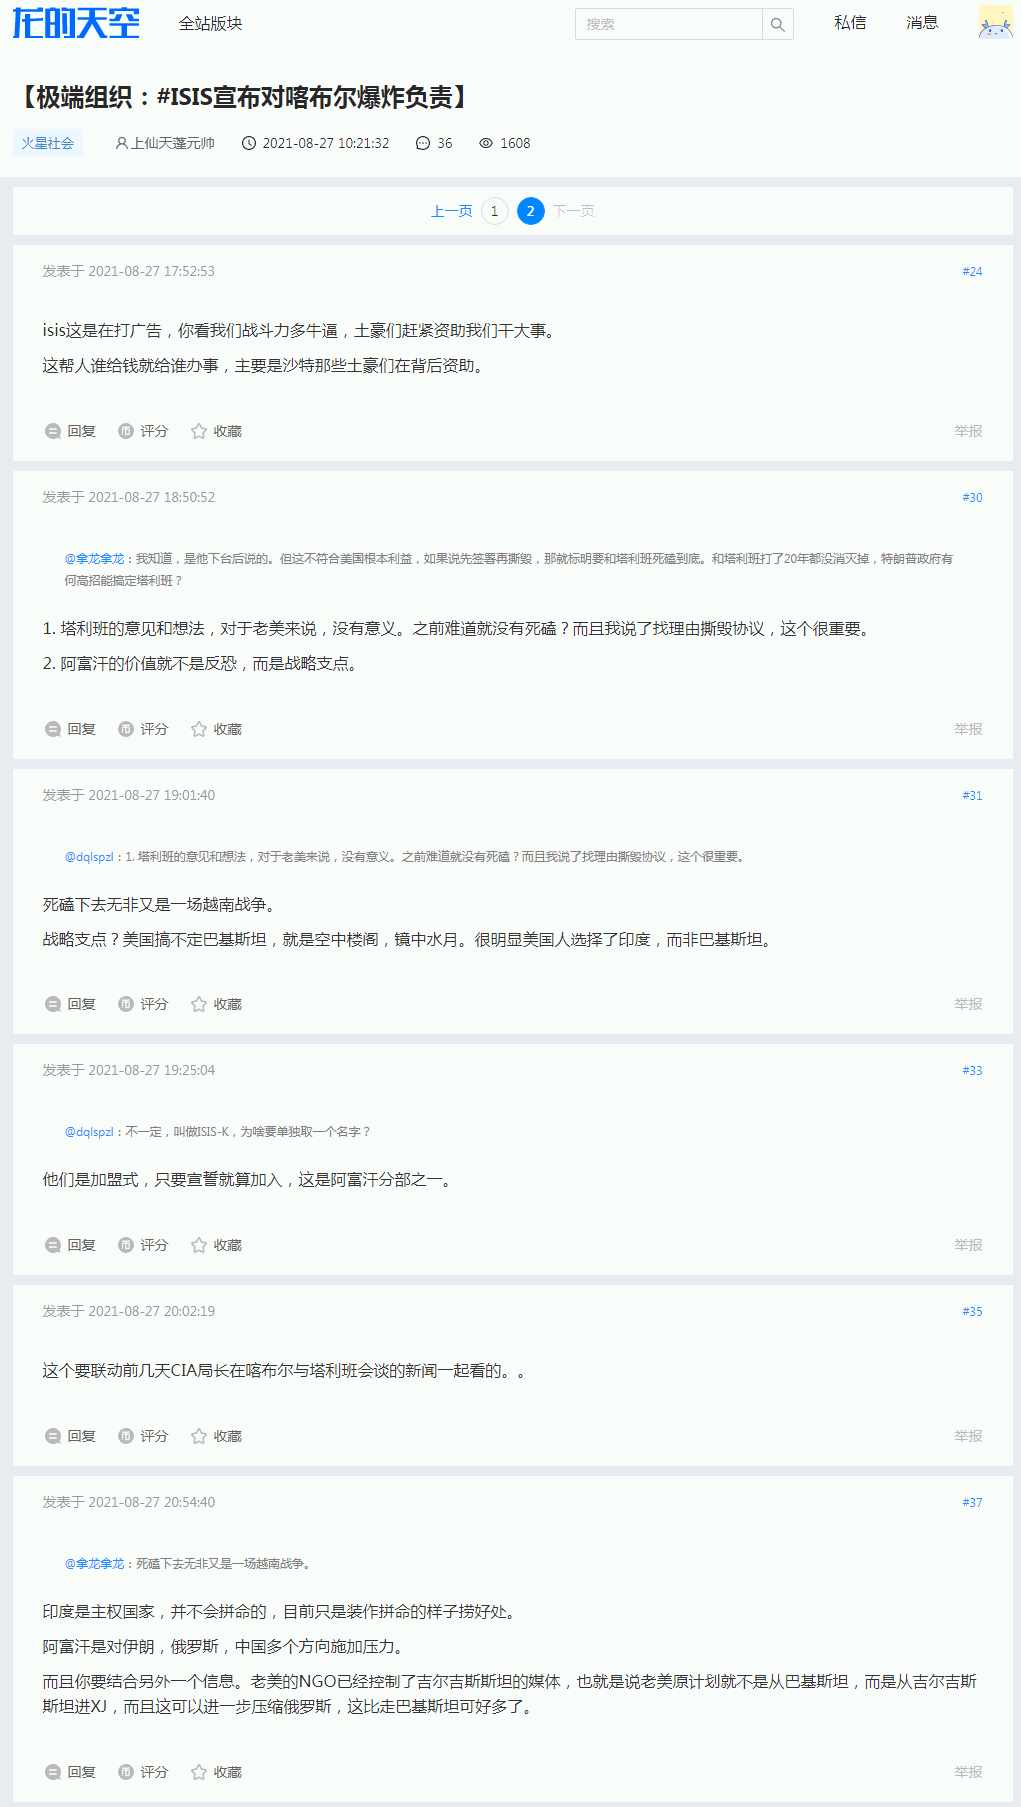 龙的天空 全站版块 搜索 私信 消息
【极端组织：#ISIS宣布对喀布尔爆炸负责】
火星社会 上仙天蓬元帅 2021-08-27 10:21:32 36 1608
上一页 1 2 下一页
发表于 2021-08-27 17:52:53 #24
isis这是在打广告，你看我们战斗力多牛逼，土豪们赶紧资助我们干大事。
这帮人谁给钱就给谁办事，主要是沙特那些土豪们在背后资助。
回复 评分 收藏 举报
发表于 2021-08-27 18:50:52 #30
@拿龙拿龙：我知道，是他下台后说的。但这不符合美国根本利益，如果说先签署再撕毁，那就标明要和塔利班死磕到底。和塔利班打了20年都没消灭掉，特朗普政府有
何高招能搞定塔利班？
1. 塔利班的意见和想法，对于老美来说，没有意义。之前难道就没有死磕？而且我说了找理由撕毁协议，这个很重要。
2. 阿富汗的价值就不是反恐，而是战略支点。
回复 评分 收藏 举报
发表于 2021-08-27 19:01:40 #31
@dqlspzl：1. 塔利班的意见和想法，对于老美来说，没有意义。之前难道就没有死磕？而且我说了找理由撕毁协议，这个很重要。
死磕下去无非又是一场越南战争。
战略支点？美国搞不定巴基斯坦，就是空中楼阁，镜中水月。很明显美国人选择了印度，而非巴基斯坦。
回复 评分 收藏 举报
发表于 2021-08-27 19:25:04 #33
@dqlspzl：不一定，叫做ISIS-K，为啥要单独取一个名字？
他们是加盟式，只要宣誓就算加入，这是阿富汗分部之一。
回复 评分 收藏 举报
发表于 2021-08-27 20:02:19 #35
这个要联动前几天CIA局长在喀布尔与塔利班会谈的新闻一起看的。。
回复 评分 收藏 举报
发表于 2021-08-27 20:54:40 #37
@拿龙拿龙：死磕下去无非又是一场越南战争。
印度是主权国家，并不会拼命的，目前只是装作拼命的样子捞好处。
阿富汗是对伊朗，俄罗斯，中国多个方向施加压力。
而且你要结合另外一个信息。老美的NGO已经控制了吉尔吉斯斯坦的媒体，也就是说老美原计划就不是从巴基斯坦，而是从吉尔吉斯
斯坦进XJ，而且这可以进一步压缩俄罗斯，这比走巴基斯坦可好多了。
回复 评分 收藏 举报